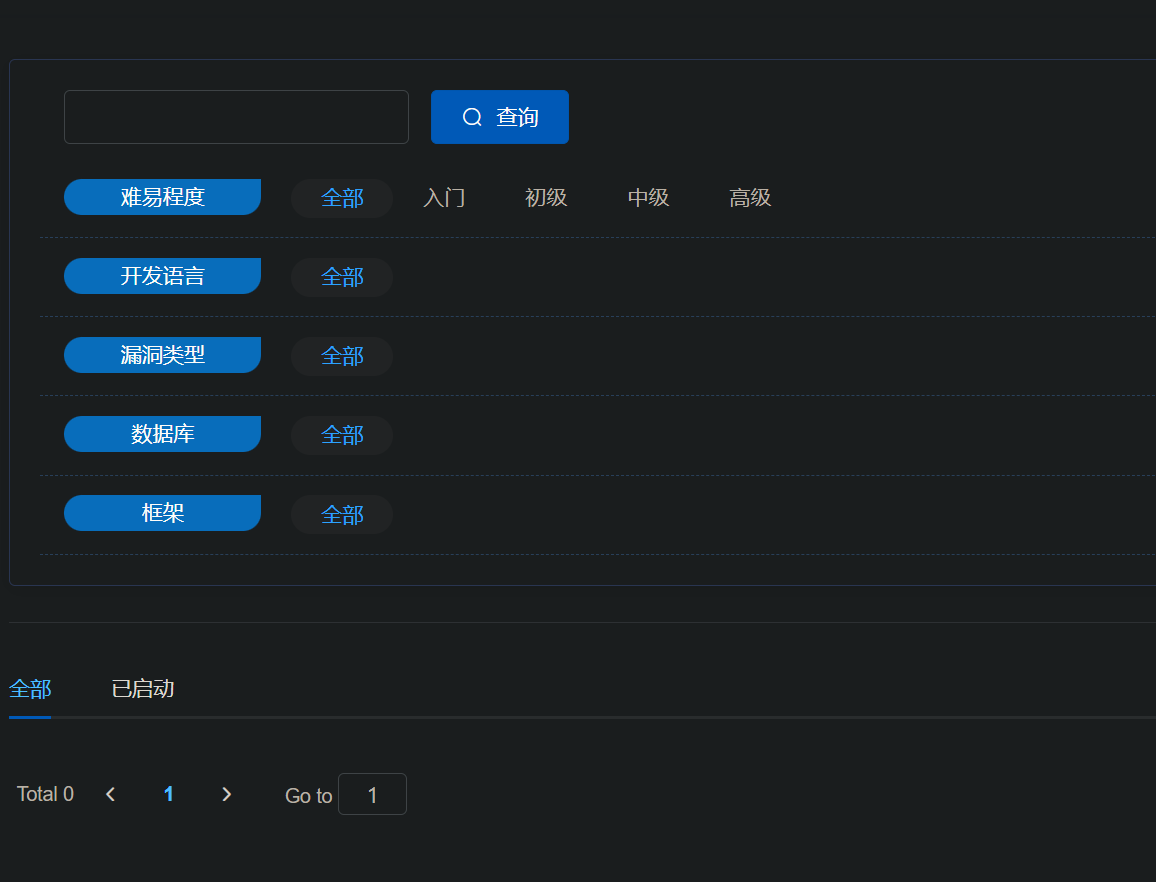 查询
难易程度 全部 入门 初级 中级 高级
开发语言 全部
漏洞类型 全部
数据库 全部
框架 全部
全部 已启动
Total 0 1 Go to 1